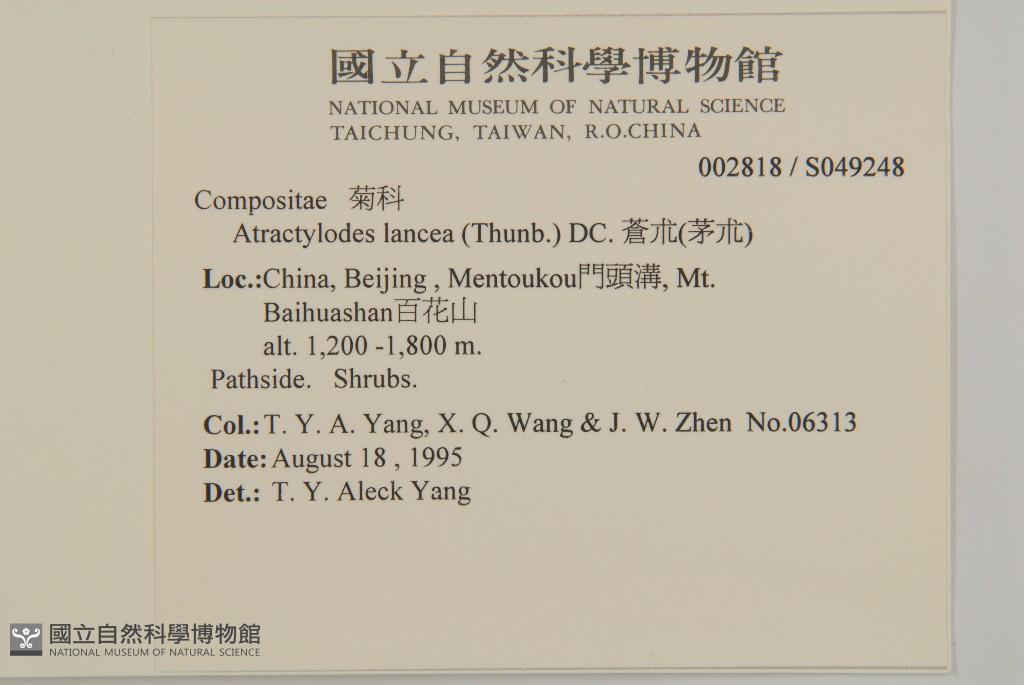 國立自然科學博物館
NATIONAL MUSEUM OF NATURAL SCIENCE
TAICHUNG, TAIWAN, R.O.CHINA
002818 / S049248
Compositae 菊科
Atractylodes lancea (Thunb.) DC. 蒼朮(茅朮)
Loc.:China, Beijing , Mentoukou門頭溝, Mt.
Baihuashan百花山
alt. 1,200 -1,800 m.
Pathside. Shrubs.
Col.: T. Y. A. Yang, X. Q. Wang & J. W. Zhen No.06313
Date: August 18 , 1995
Det.: T. Y. Aleck Yang
國立自然科學博物館
NATIONAL MUSEUM OF NATURAL SCIENCE